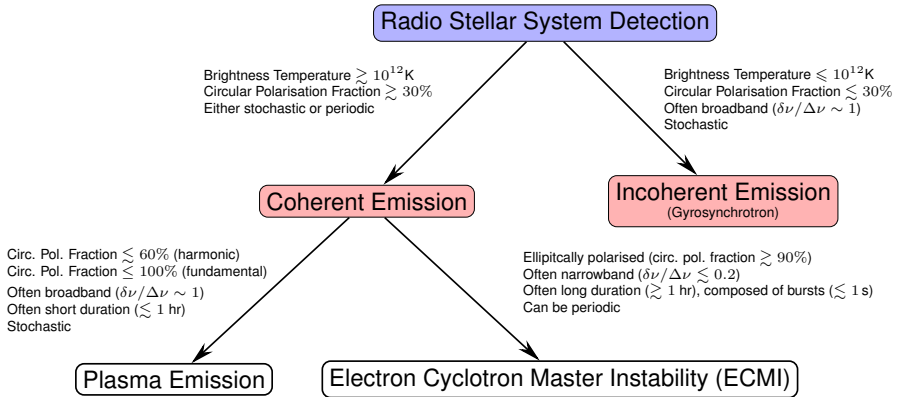 Radio Stellar System Detection
Brightness Temperature ≳ 10¹²K
Circular Polarisation Fraction ≳ 30%
Either stochastic or periodic
Brightness Temperature ⩽ 10¹²K
Circular Polarisation Fraction ≲ 30%
Often broadband (δν/Δν ∼ 1)
Stochastic
Coherent Emission
Incoherent Emission
(Gyrosynchrotron)
Circ. Pol. Fraction ≲ 60% (harmonic)
Circ. Pol. Fraction ≤ 100% (fundamental)
Often broadband (δν/Δν ∼ 1)
Often short duration (≲ 1 hr)
Stochastic
Ellipitcally polarised (circ. pol. fraction ≳ 90%)
Often narrowband (δν/Δν ≲ 0.2)
Often long duration (≳ 1 hr), composed of bursts (≲ 1 s)
Can be periodic
Plasma Emission
Electron Cyclotron Master Instability (ECMI)